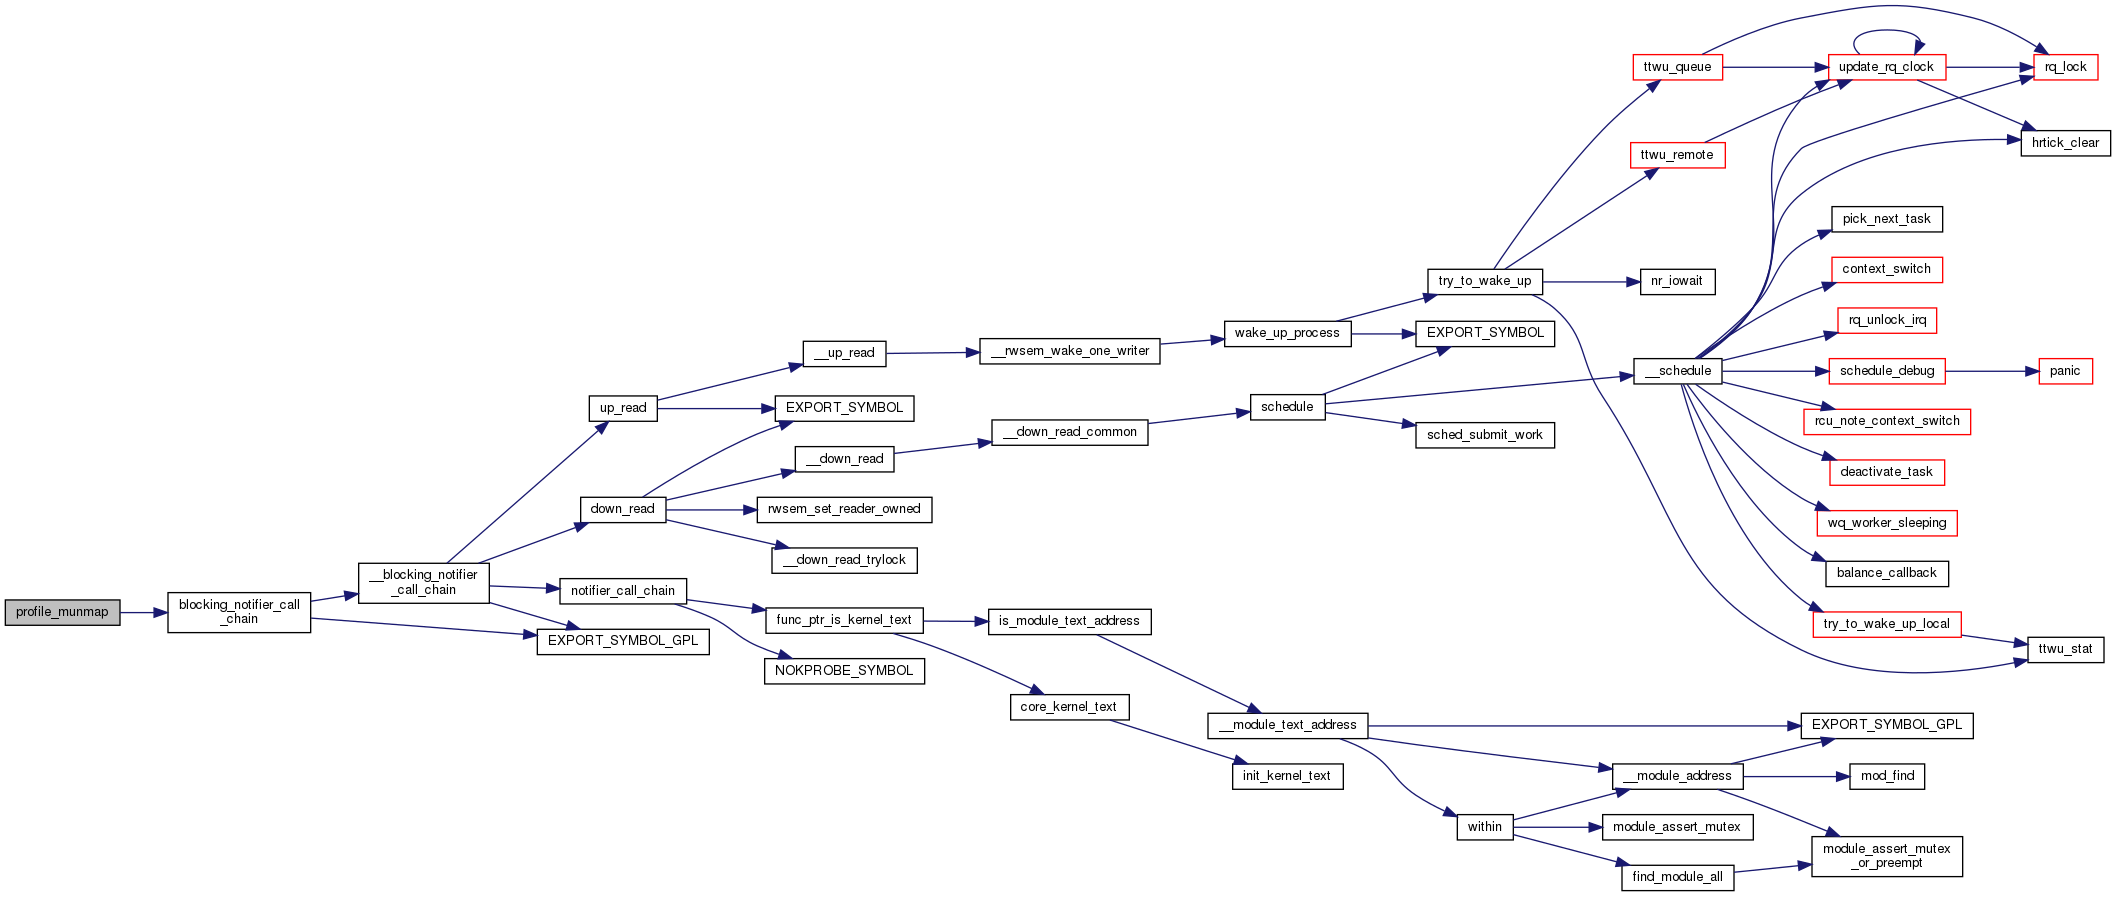 profile_munmap
blocking_notifier_call
_chain
__blocking_notifier
_call_chain
EXPORT_SYMBOL_GPL
up_read
down_read
notifier_call_chain
__up_read
EXPORT_SYMBOL
__down_read
rwsem_set_reader_owned
__down_read_trylock
func_ptr_is_kernel_text
NOKPROBE_SYMBOL
__rwsem_wake_one_writer
__down_read_common
is_module_text_address
core_kernel_text
wake_up_process
schedule
__module_text_address
init_kernel_text
try_to_wake_up
EXPORT_SYMBOL
sched_submit_work
within
ttwu_queue
ttwu_remote
nr_iowait
__schedule
__module_address
module_assert_mutex
find_module_all
update_rq_clock
pick_next_task
context_switch
rq_unlock_irq
schedule_debug
rcu_note_context_switch
deactivate_task
wq_worker_sleeping
balance_callback
try_to_wake_up_local
EXPORT_SYMBOL_GPL
mod_find
module_assert_mutex
_or_preempt
rq_lock
hrtick_clear
panic
ttwu_stat